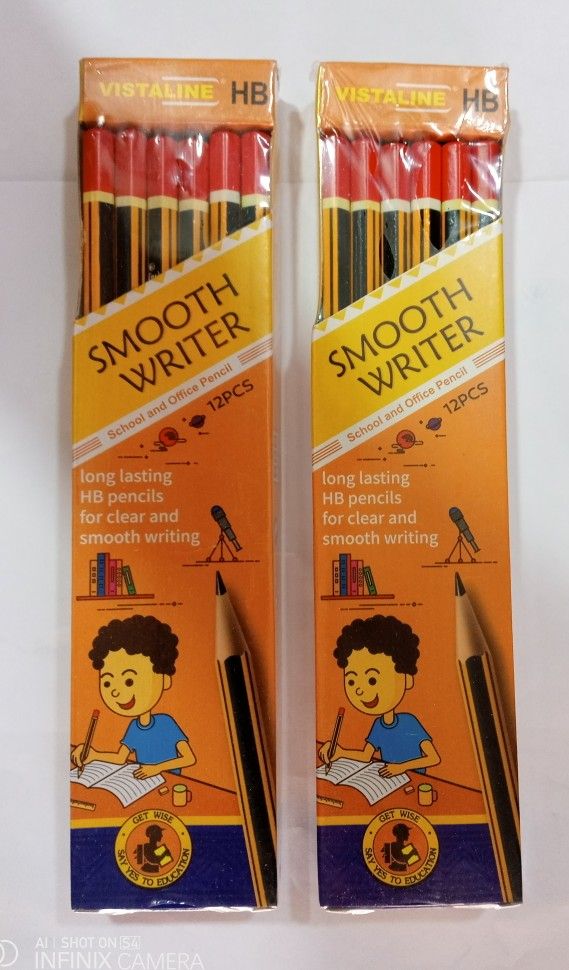 VISTALINE HB
SMOOTH
WRITER
School and Office Pencil
12PCS
long lasting
HB pencils
for clear and
smooth writing
GET WISE
SAY YES TO EDUCATION
VISTALINE HB
SMOOTH
WRITER
School and Office Pencil
12PCS
long lasting
HB pencils
for clear and
smooth writing
GET WISE
SAY YES TO EDUCATION
AI | SHOT ON S4
INFINIX CAMERA